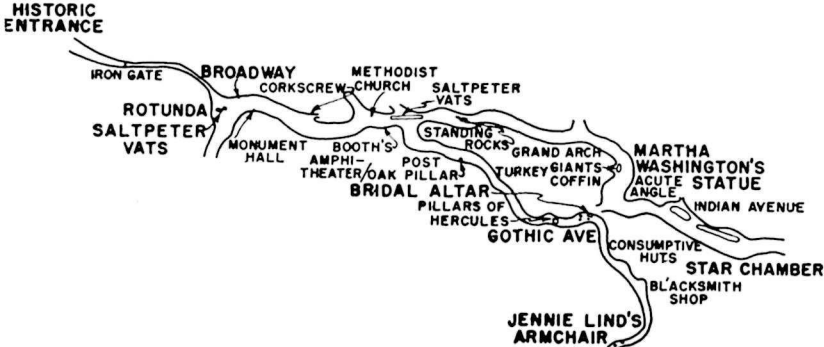 HISTORIC
ENTRANCE
IRON GATE
BROADWAY
CORKSCREW
METHODIST
CHURCH
SALTPETER
VATS
ROTUNDA
SALTPETER
VATS
MONUMENT
HALL
BOOTH'S
AMPHI-
THEATER/OAK PILLAR
POST
STANDING
ROCKS
GRAND ARCH
TURKEY
GIANTS
COFFIN
MARTHA
WASHINGTON'S
STATUE
ACUTE
ANGLE
INDIAN AVENUE
BRIDAL ALTAR
PILLARS OF
HERCULES
GOTHIC AVE
CONSUMPTIVE
HUTS
STAR CHAMBER
BLACKSMITH
SHOP
JENNIE LIND'S
ARMCHAIR